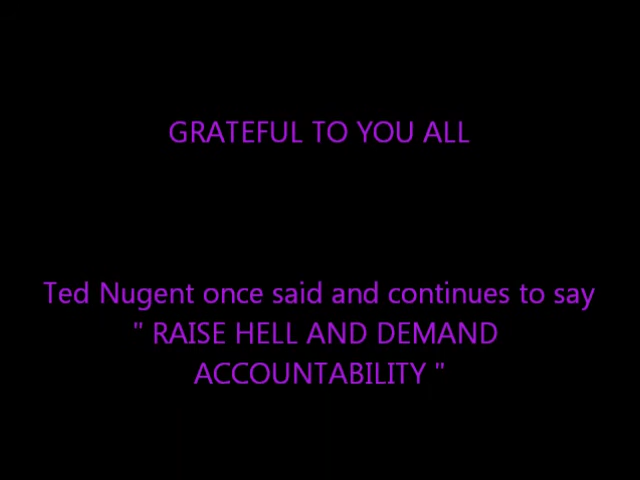 GRATEFUL TO YOU ALL
Ted Nugent once said and continues to say
" RAISE HELL AND DEMAND
ACCOUNTABILITY "